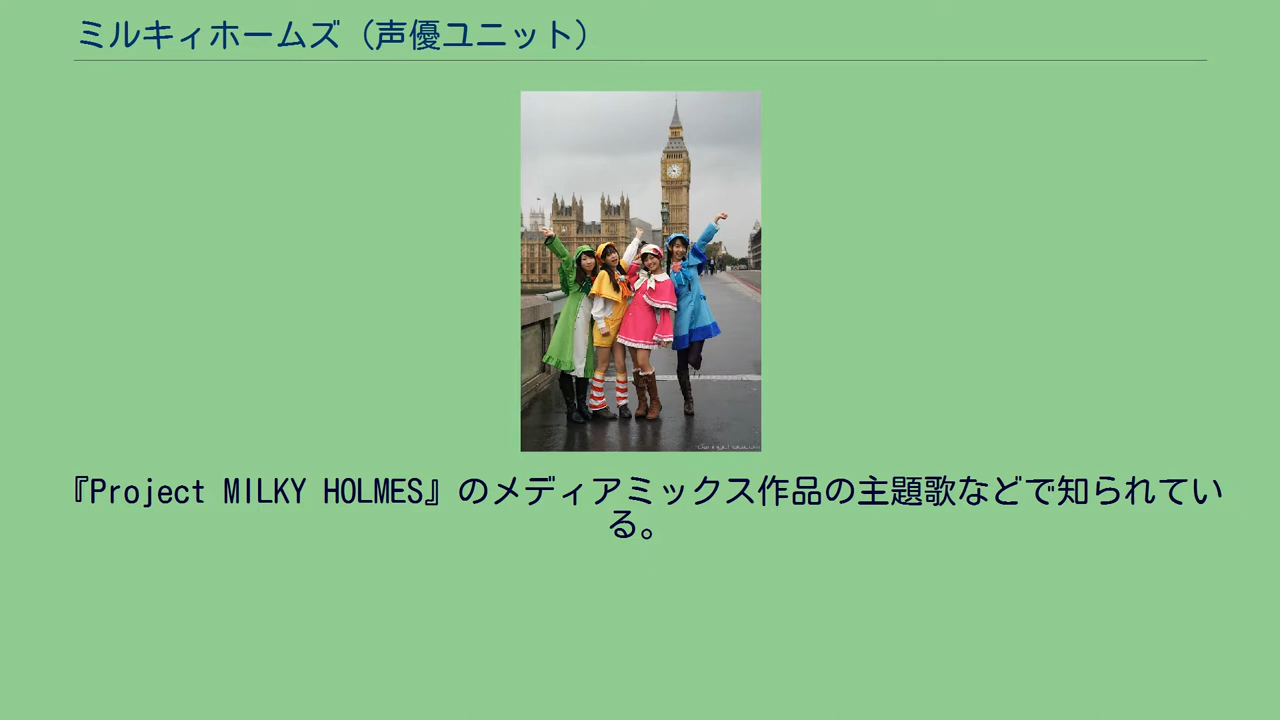 ミルキィホームズ（声優ユニット）
『Project MILKY HOLMES』のメディアミックス作品の主題歌などで知られてい
る。